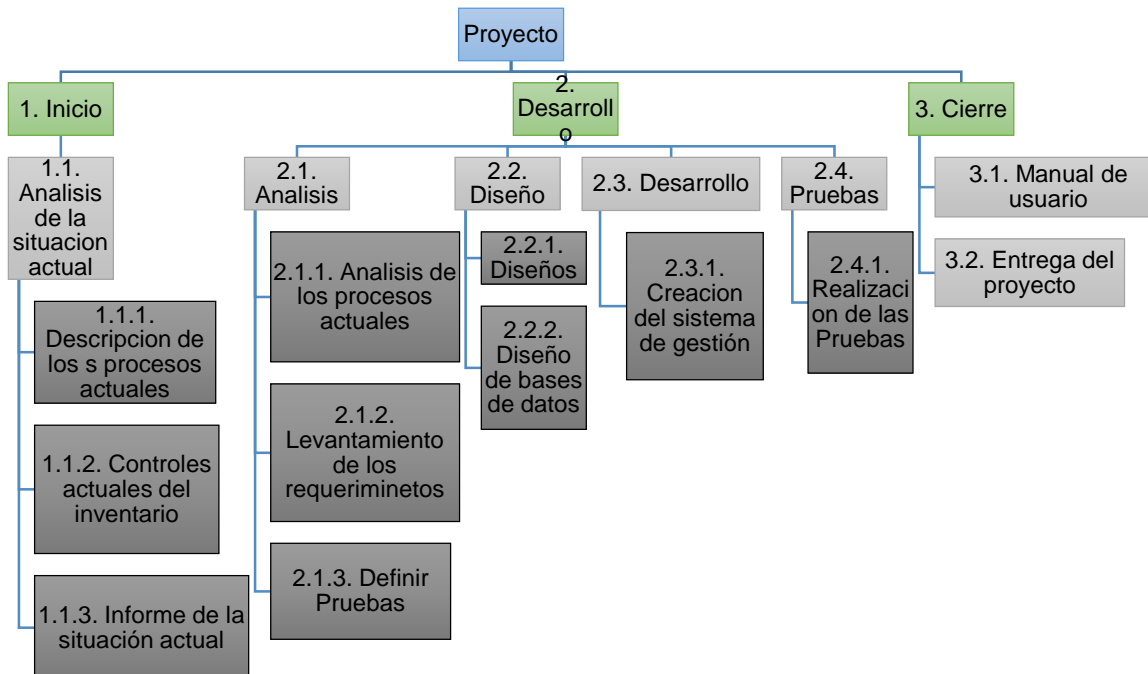 Proyecto
1. Inicio
1.1.
Analisis
de la
situacion
actual
1.1.1.
Descripcion de
los s procesos
actuales
1.1.2. Controles
actuales del
inventario
1.1.3. Informe de la
situación actual
2.
Desarroll
o
2.1.
Analisis
2.1.1. Analisis de
los procesos
actuales
2.1.2.
Levantamiento
de los
requeriminetos
2.1.3. Definir
Pruebas
2.2.
Diseño
2.2.1.
Diseños
2.2.2.
Diseño
de bases
de datos
2.3. Desarrollo
2.3.1.
Creacion
del sistema
de gestión
2.4.
Pruebas
2.4.1.
Realizaci
on de las
Pruebas
3. Cierre
3.1. Manual de
usuario
3.2. Entrega del
proyecto